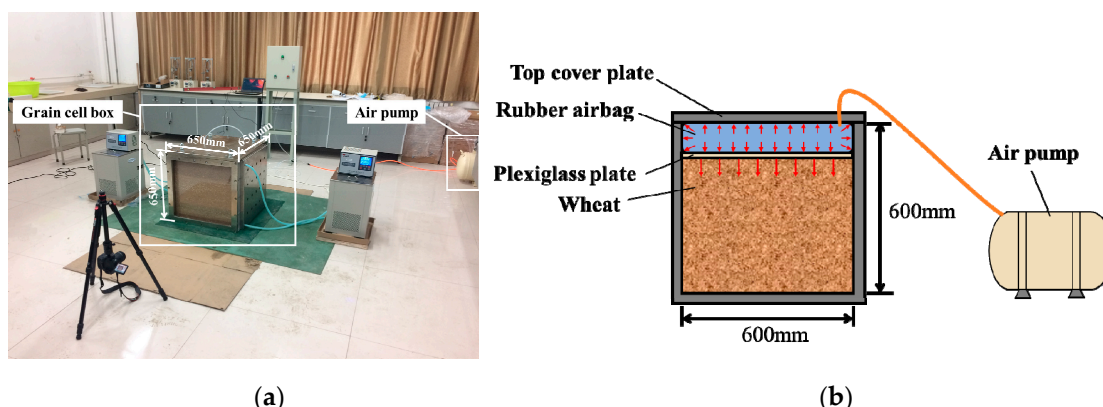 Grain cell box
Air pump
650mm
650mm
650mm
(a)
Top cover plate
Rubber airbag
Plexiglass plate
Wheat
Air pump
600mm
600mm
(b)